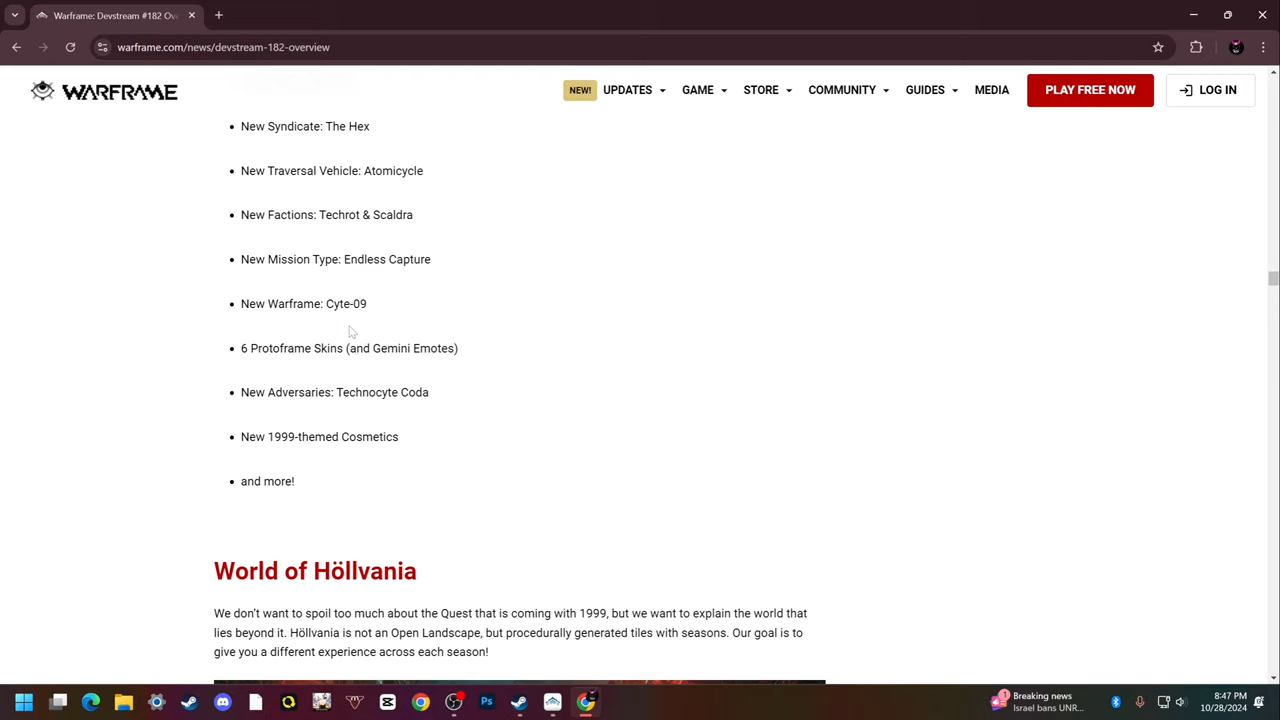 Warframe: Devstream #182 Ov
warframe.com/news/devstream-182-overview
WARFRAME
NEW! UPDATES GAME STORE COMMUNITY GUIDES MEDIA PLAY FREE NOW LOG IN
• New Syndicate: The Hex
• New Traversal Vehicle: Atomicycle
• New Factions: Techrot & Scaldra
• New Mission Type: Endless Capture
• New Warframe: Cyte-09
• 6 Protoframe Skins (and Gemini Emotes)
• New Adversaries: Technocyte Coda
• New 1999-themed Cosmetics
• and more!
World of Höllvania
We don’t want to spoil too much about the Quest that is coming with 1999, but we want to explain the world that
lies beyond it. Höllvania is not an Open Landscape, but procedurally generated tiles with seasons. Our goal is to
give you a different experience across each season!
Breaking news
Israel bans UNR...
8:47 PM
10/28/2024